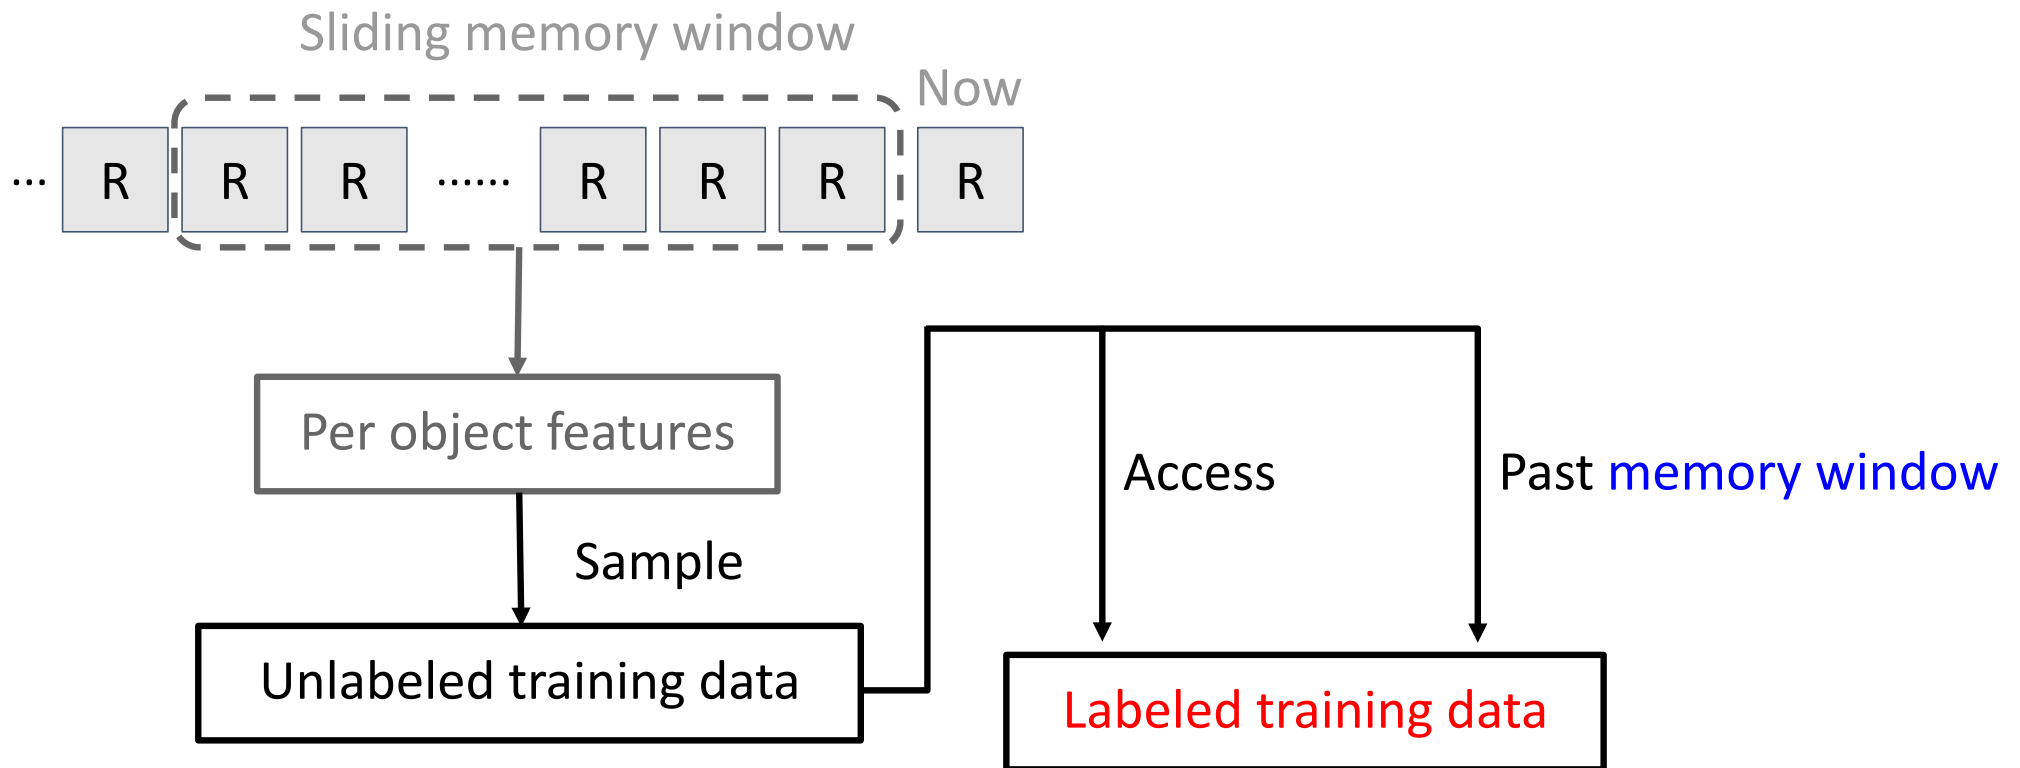 Sliding memory window
Now
... R R R ...... R R R R
Per object features
Access
Past memory window
Sample
Unlabeled training data
Labeled training data